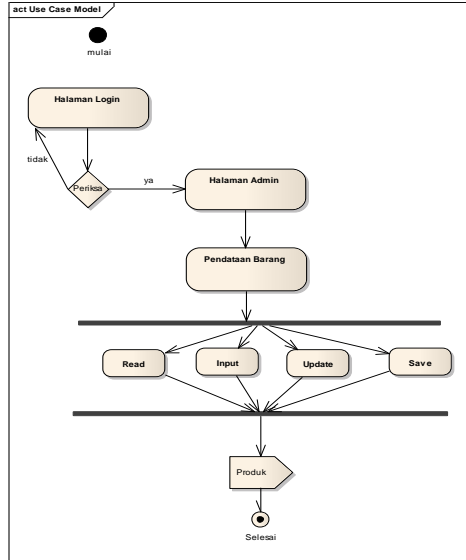 act Use Case Model
mulai
Halaman Login
tidak
Periksa
ya
Halaman Admin
Pendataan Barang
Read
Input
Update
Save
Produk
Selesai